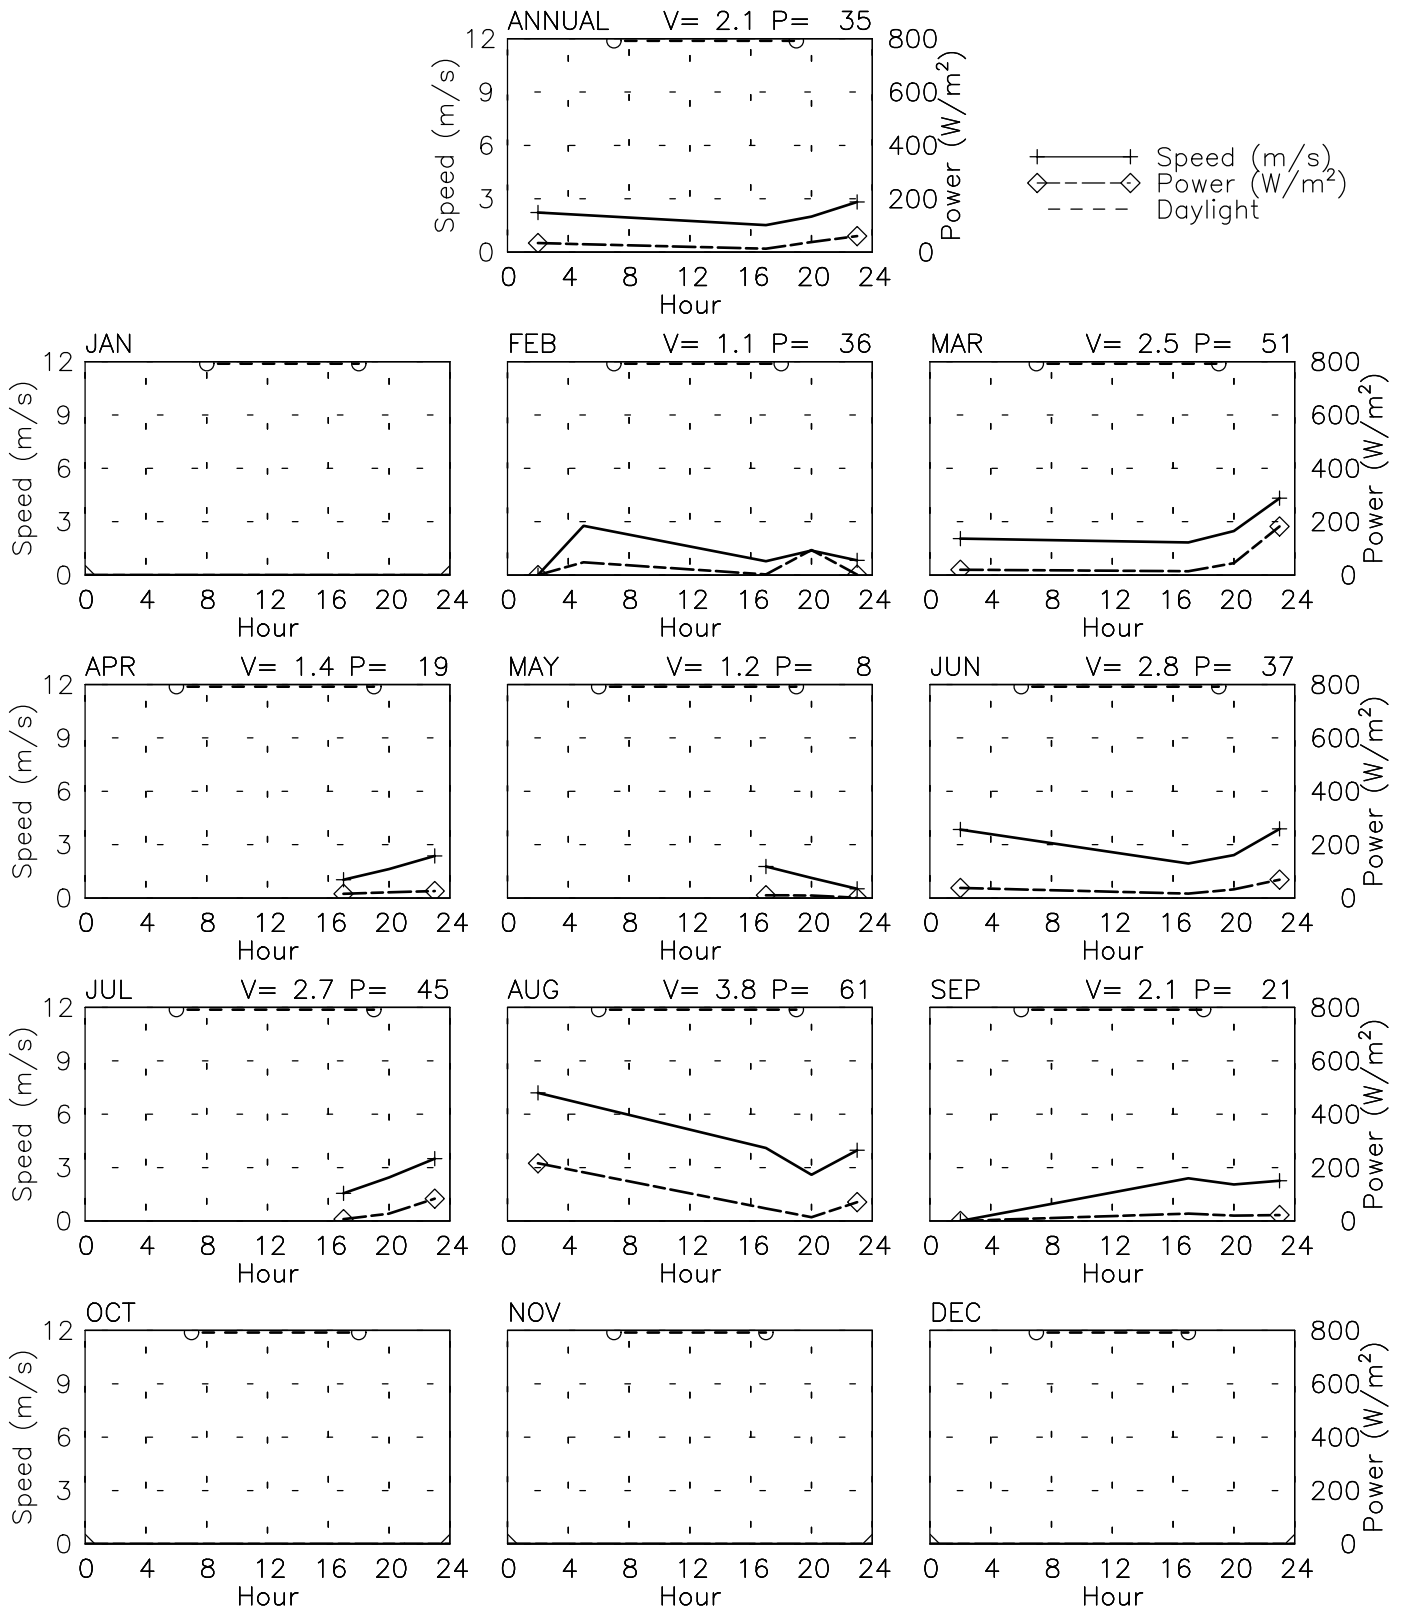 ANNUAL V= 2.1 P= 35
12 9 6 3 0
Speed (m/s)
800 600 400 200 0
Power (W/m²)
0 4 8 12 16 20 24
Hour
Speed (m/s)
Power (W/m²)
Daylight
JAN
FEB V= 1.1 P= 36
MAR V= 2.5 P= 51
12 9 6 3 0
Speed (m/s)
800 600 400 200 0
Power (W/m²)
0 4 8 12 16 20 24
0 4 8 12 16 20 24
0 4 8 12 16 20 24
Hour
Hour
Hour
APR V= 1.4 P= 19
MAY V= 1.2 P= 8
JUN V= 2.8 P= 37
12 9 6 3 0
Speed (m/s)
800 600 400 200 0
Power (W/m²)
0 4 8 12 16 20 24
0 4 8 12 16 20 24
0 4 8 12 16 20 24
Hour
Hour
Hour
JUL V= 2.7 P= 45
AUG V= 3.8 P= 61
SEP V= 2.1 P= 21
12 9 6 3 0
Speed (m/s)
800 600 400 200 0
Power (W/m²)
0 4 8 12 16 20 24
0 4 8 12 16 20 24
0 4 8 12 16 20 24
Hour
Hour
Hour
OCT
NOV
DEC
12 9 6 3 0
Speed (m/s)
800 600 400 200 0
Power (W/m²)
0 4 8 12 16 20 24
0 4 8 12 16 20 24
0 4 8 12 16 20 24
Hour
Hour
Hour